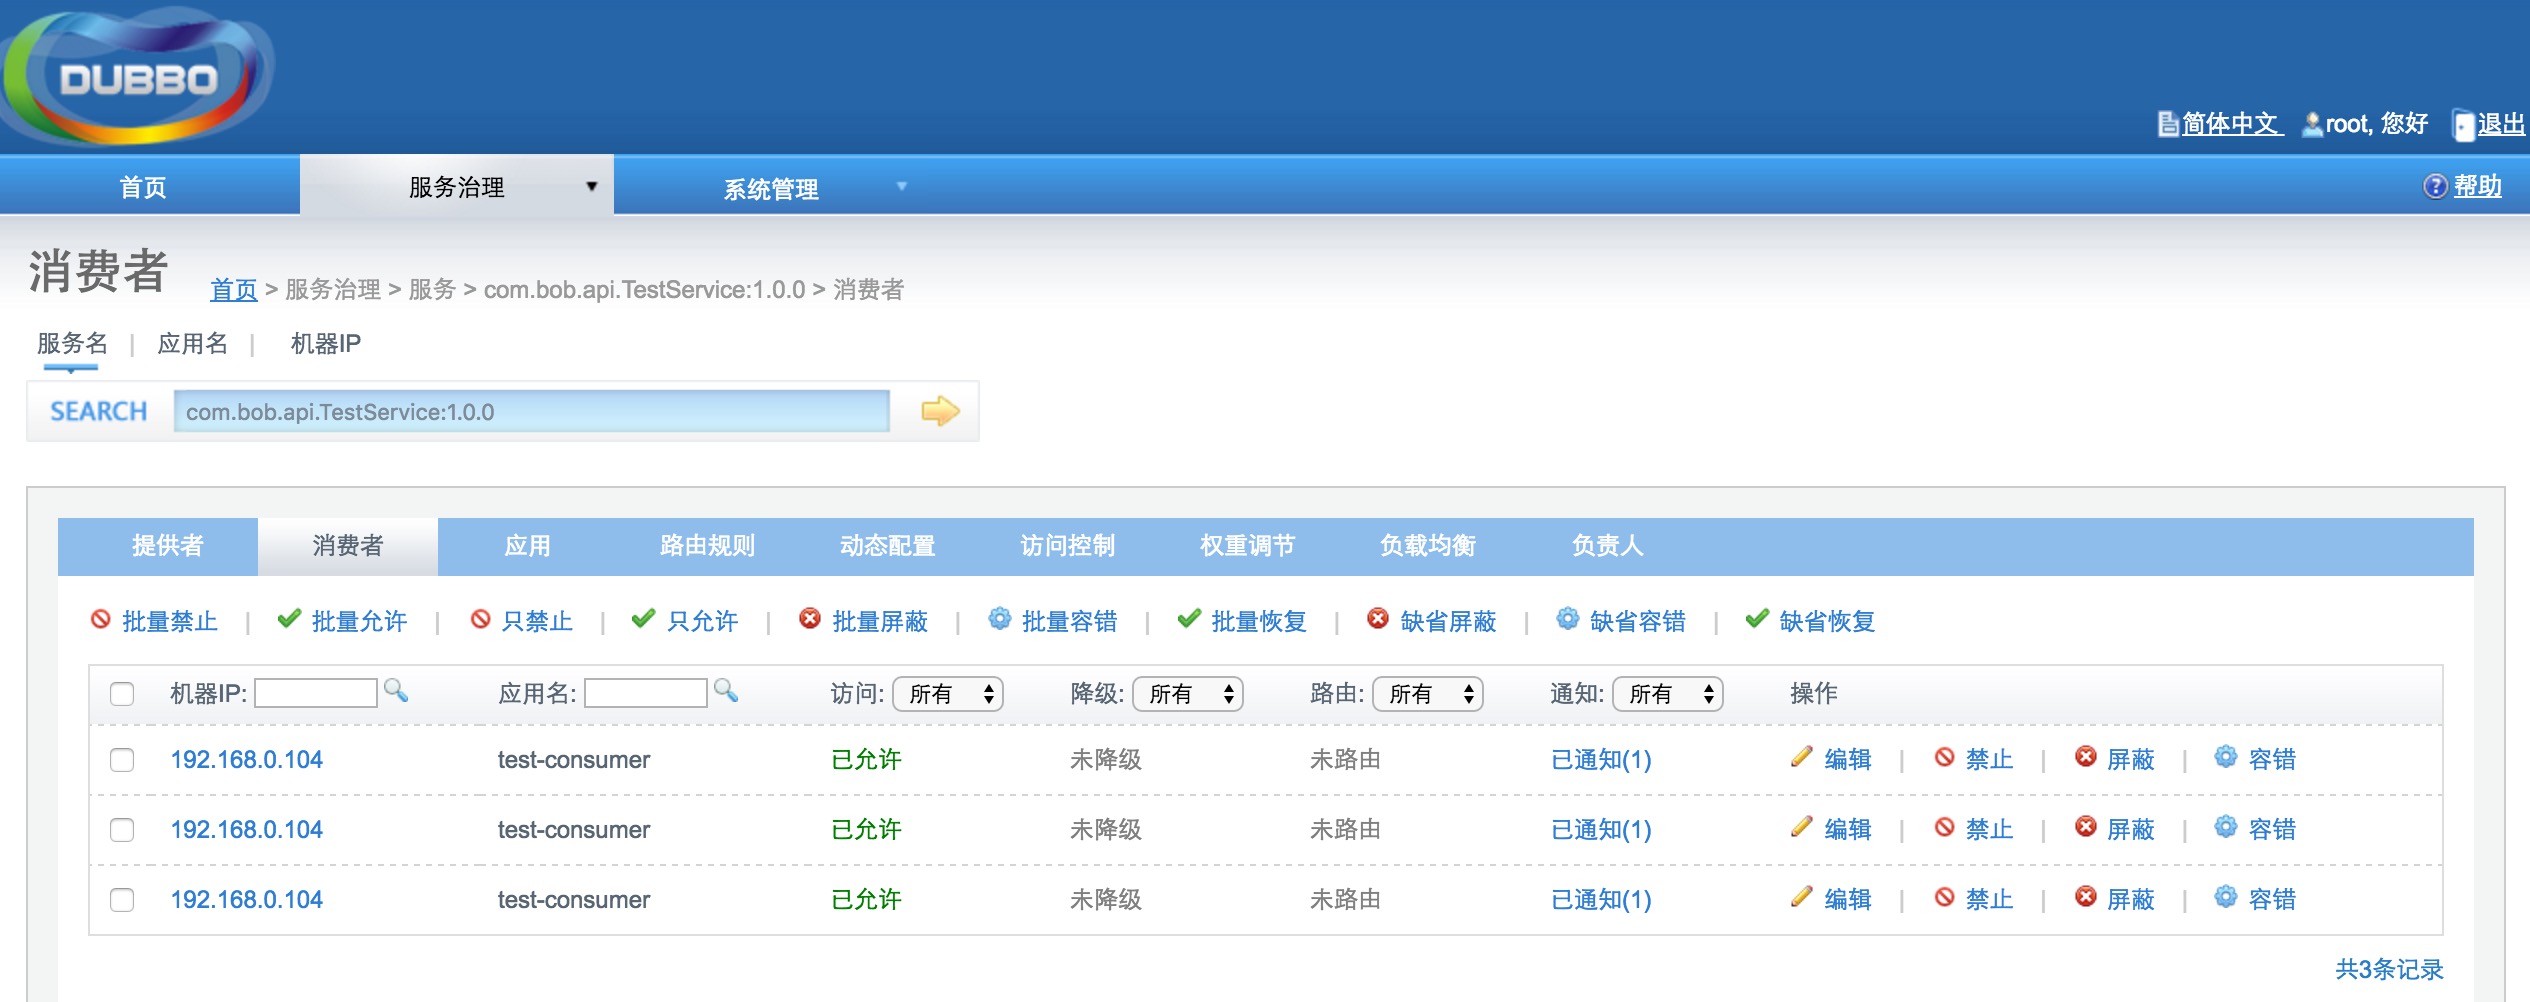 DUBBO
简体中文 root, 您好 退出
首页 服务治理 ▼ 系统管理 ▼ ? 帮助
消费者 首页 > 服务治理 > 服务 > com.bob.api.TestService:1.0.0 > 消费者
服务名 | 应用名 | 机器IP
SEARCH com.bob.api.TestService:1.0.0
提供者 消费者 应用 路由规则 动态配置 访问控制 权重调节 负载均衡 负责人
批量禁止 | 批量允许 | 只禁止 | 只允许 | 批量屏蔽 | 批量容错 | 批量恢复 | 缺省屏蔽 | 缺省容错 | 缺省恢复
机器IP: 应用名: 访问: 所有 降级: 所有 路由: 所有 通知: 所有 操作
192.168.0.104 test-consumer 已允许 未降级 未路由 已通知(1) 编辑 | 禁止 | 屏蔽 | 容错
192.168.0.104 test-consumer 已允许 未降级 未路由 已通知(1) 编辑 | 禁止 | 屏蔽 | 容错
192.168.0.104 test-consumer 已允许 未降级 未路由 已通知(1) 编辑 | 禁止 | 屏蔽 | 容错
共3条记录